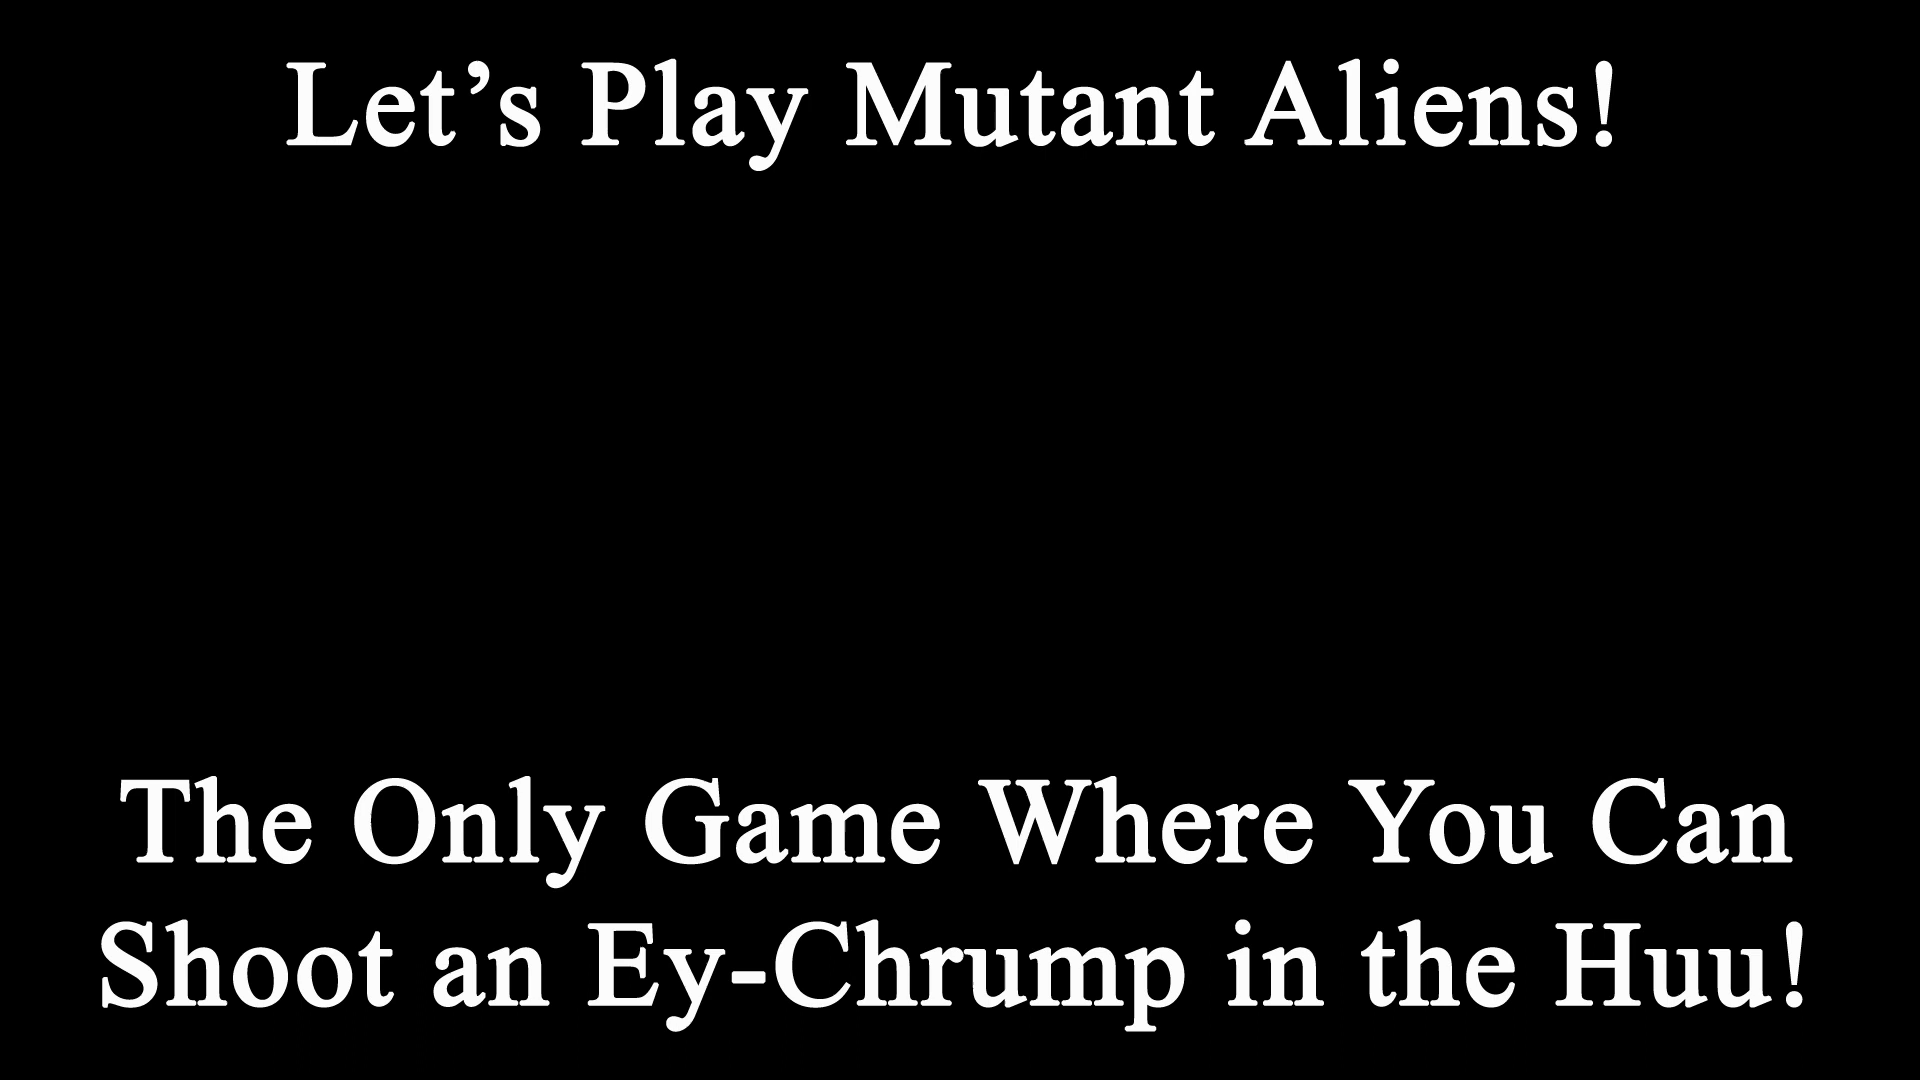 Let’s Play Mutant Aliens!
The Only Game Where You Can
Shoot an Ey-Chrump in the Huu!